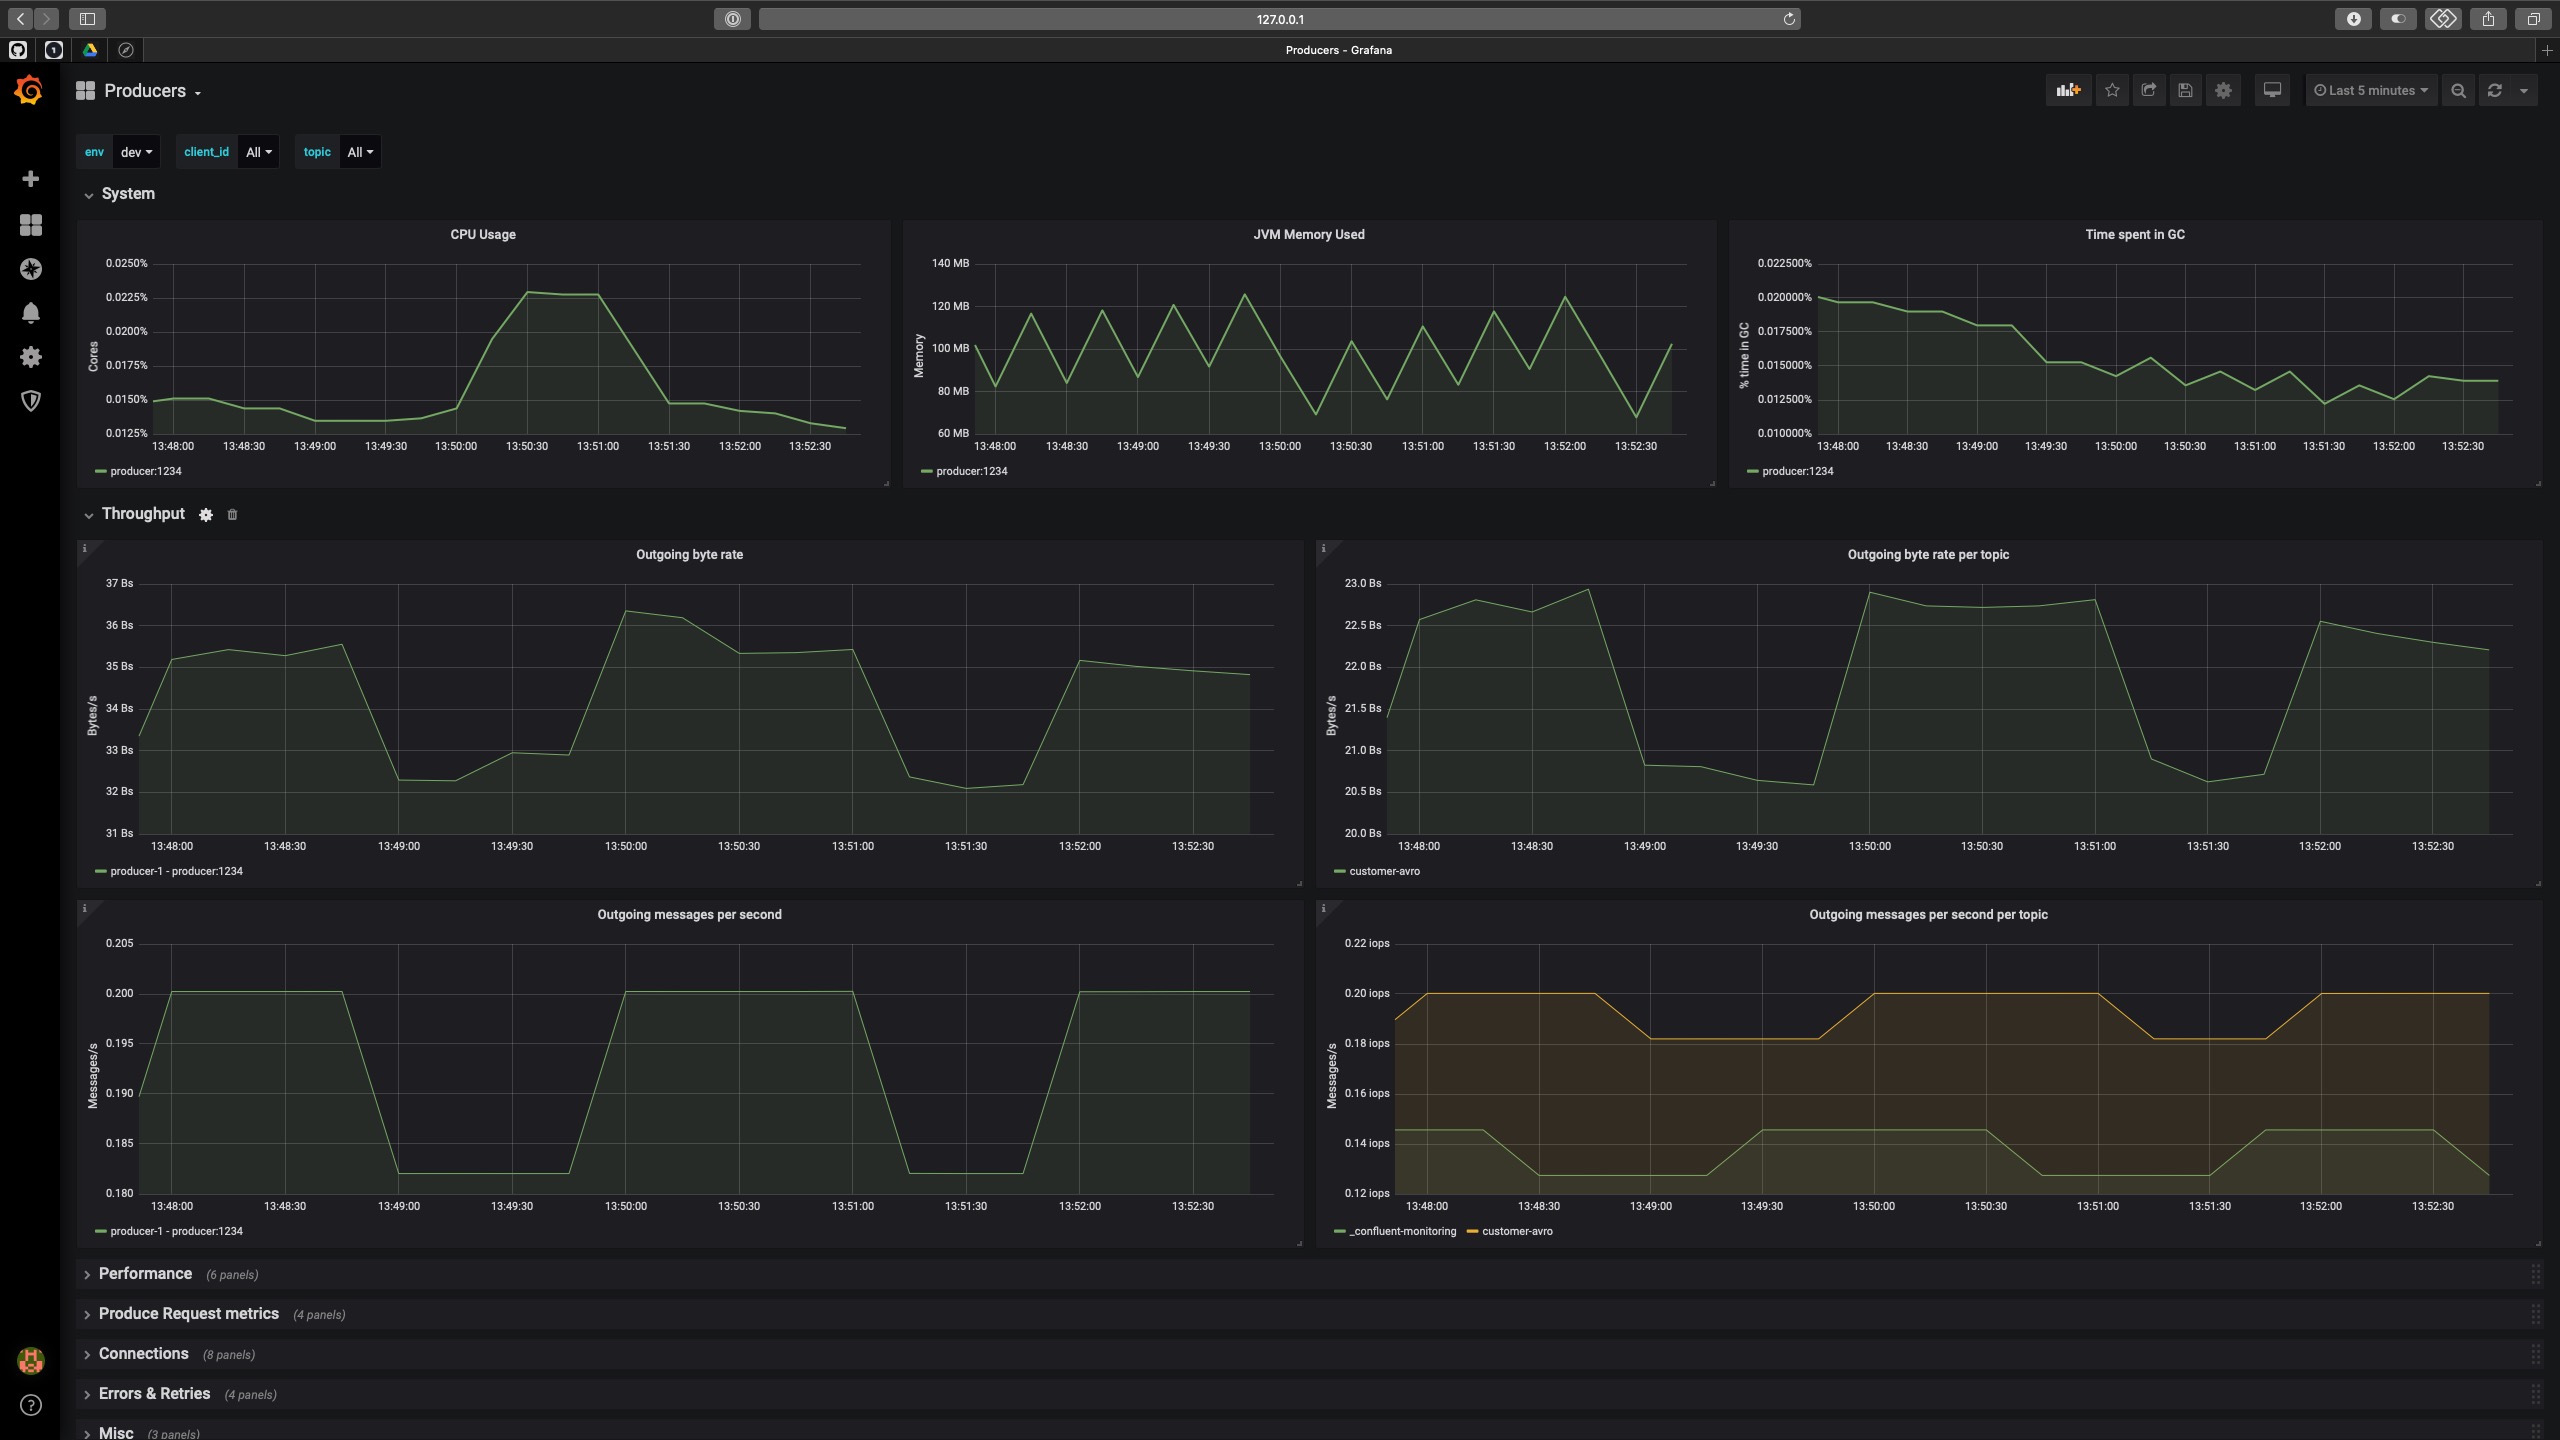 127.0.0.1
Producers - Grafana
Producers
Last 5 minutes
env dev client_id All topic All
System
CPU Usage
0.0250%
0.0225%
0.0200%
0.0175%
0.0150%
0.0125%
Cores
13:48:00 13:48:30 13:49:00 13:49:30 13:50:00 13:50:30 13:51:00 13:51:30 13:52:00 13:52:30
producer:1234
JVM Memory Used
140 MB
120 MB
100 MB
80 MB
60 MB
Memory
13:48:00 13:48:30 13:49:00 13:49:30 13:50:00 13:50:30 13:51:00 13:51:30 13:52:00 13:52:30
producer:1234
Time spent in GC
0.022500%
0.020000%
0.017500%
0.015000%
0.012500%
0.010000%
% time in GC
13:48:00 13:48:30 13:49:00 13:49:30 13:50:00 13:50:30 13:51:00 13:51:30 13:52:00 13:52:30
producer:1234
Throughput
Outgoing byte rate
37 Bs
36 Bs
35 Bs
34 Bs
33 Bs
32 Bs
31 Bs
Bytes/s
13:48:00 13:48:30 13:49:00 13:49:30 13:50:00 13:50:30 13:51:00 13:51:30 13:52:00 13:52:30
producer-1 - producer:1234
Outgoing byte rate per topic
23.0 Bs
22.5 Bs
22.0 Bs
21.5 Bs
21.0 Bs
20.5 Bs
20.0 Bs
Bytes/s
13:48:00 13:48:30 13:49:00 13:49:30 13:50:00 13:50:30 13:51:00 13:51:30 13:52:00 13:52:30
customer-avro
Outgoing messages per second
0.205
0.200
0.195
0.190
0.185
0.180
Messages/s
13:48:00 13:48:30 13:49:00 13:49:30 13:50:00 13:50:30 13:51:00 13:51:30 13:52:00 13:52:30
producer-1 - producer:1234
Outgoing messages per second per topic
0.22 iops
0.20 iops
0.18 iops
0.16 iops
0.14 iops
0.12 iops
Messages/s
13:48:00 13:48:30 13:49:00 13:49:30 13:50:00 13:50:30 13:51:00 13:51:30 13:52:00 13:52:30
_confluent-monitoring customer-avro
Performance (6 panels)
Produce Request metrics (4 panels)
Connections (8 panels)
Errors & Retries (4 panels)
Misc (3 panels)